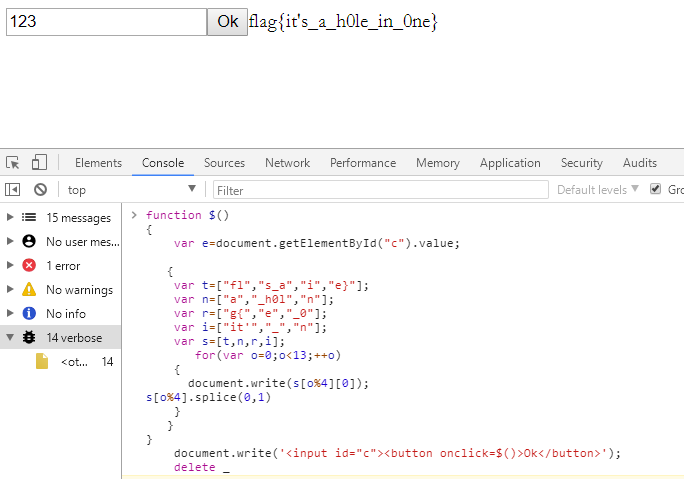 123 Ok flag{it's_a_h0le_in_0ne}
Elements Console Sources Network Performance Memory Application Security Audits
top Filter Default levels Gro
15 messages
No user mes...
1 error
No warnings
No info
14 verbose
<ot... 14
> function $()
{
var e=document.getElementById("c").value;
{
var t=["fl","s_a","i","e}"];
var n=["a","_h0l","n"];
var r=["g{","e","_0"];
var i=["it'","_","n"];
var s=[t,n,r,i];
for(var o=0;o<13;++o)
{
document.write(s[o%4][0]);
s[o%4].splice(0,1)
}
}
}
document.write('<input id="c"><button onclick=$()>Ok</button>');
delete _